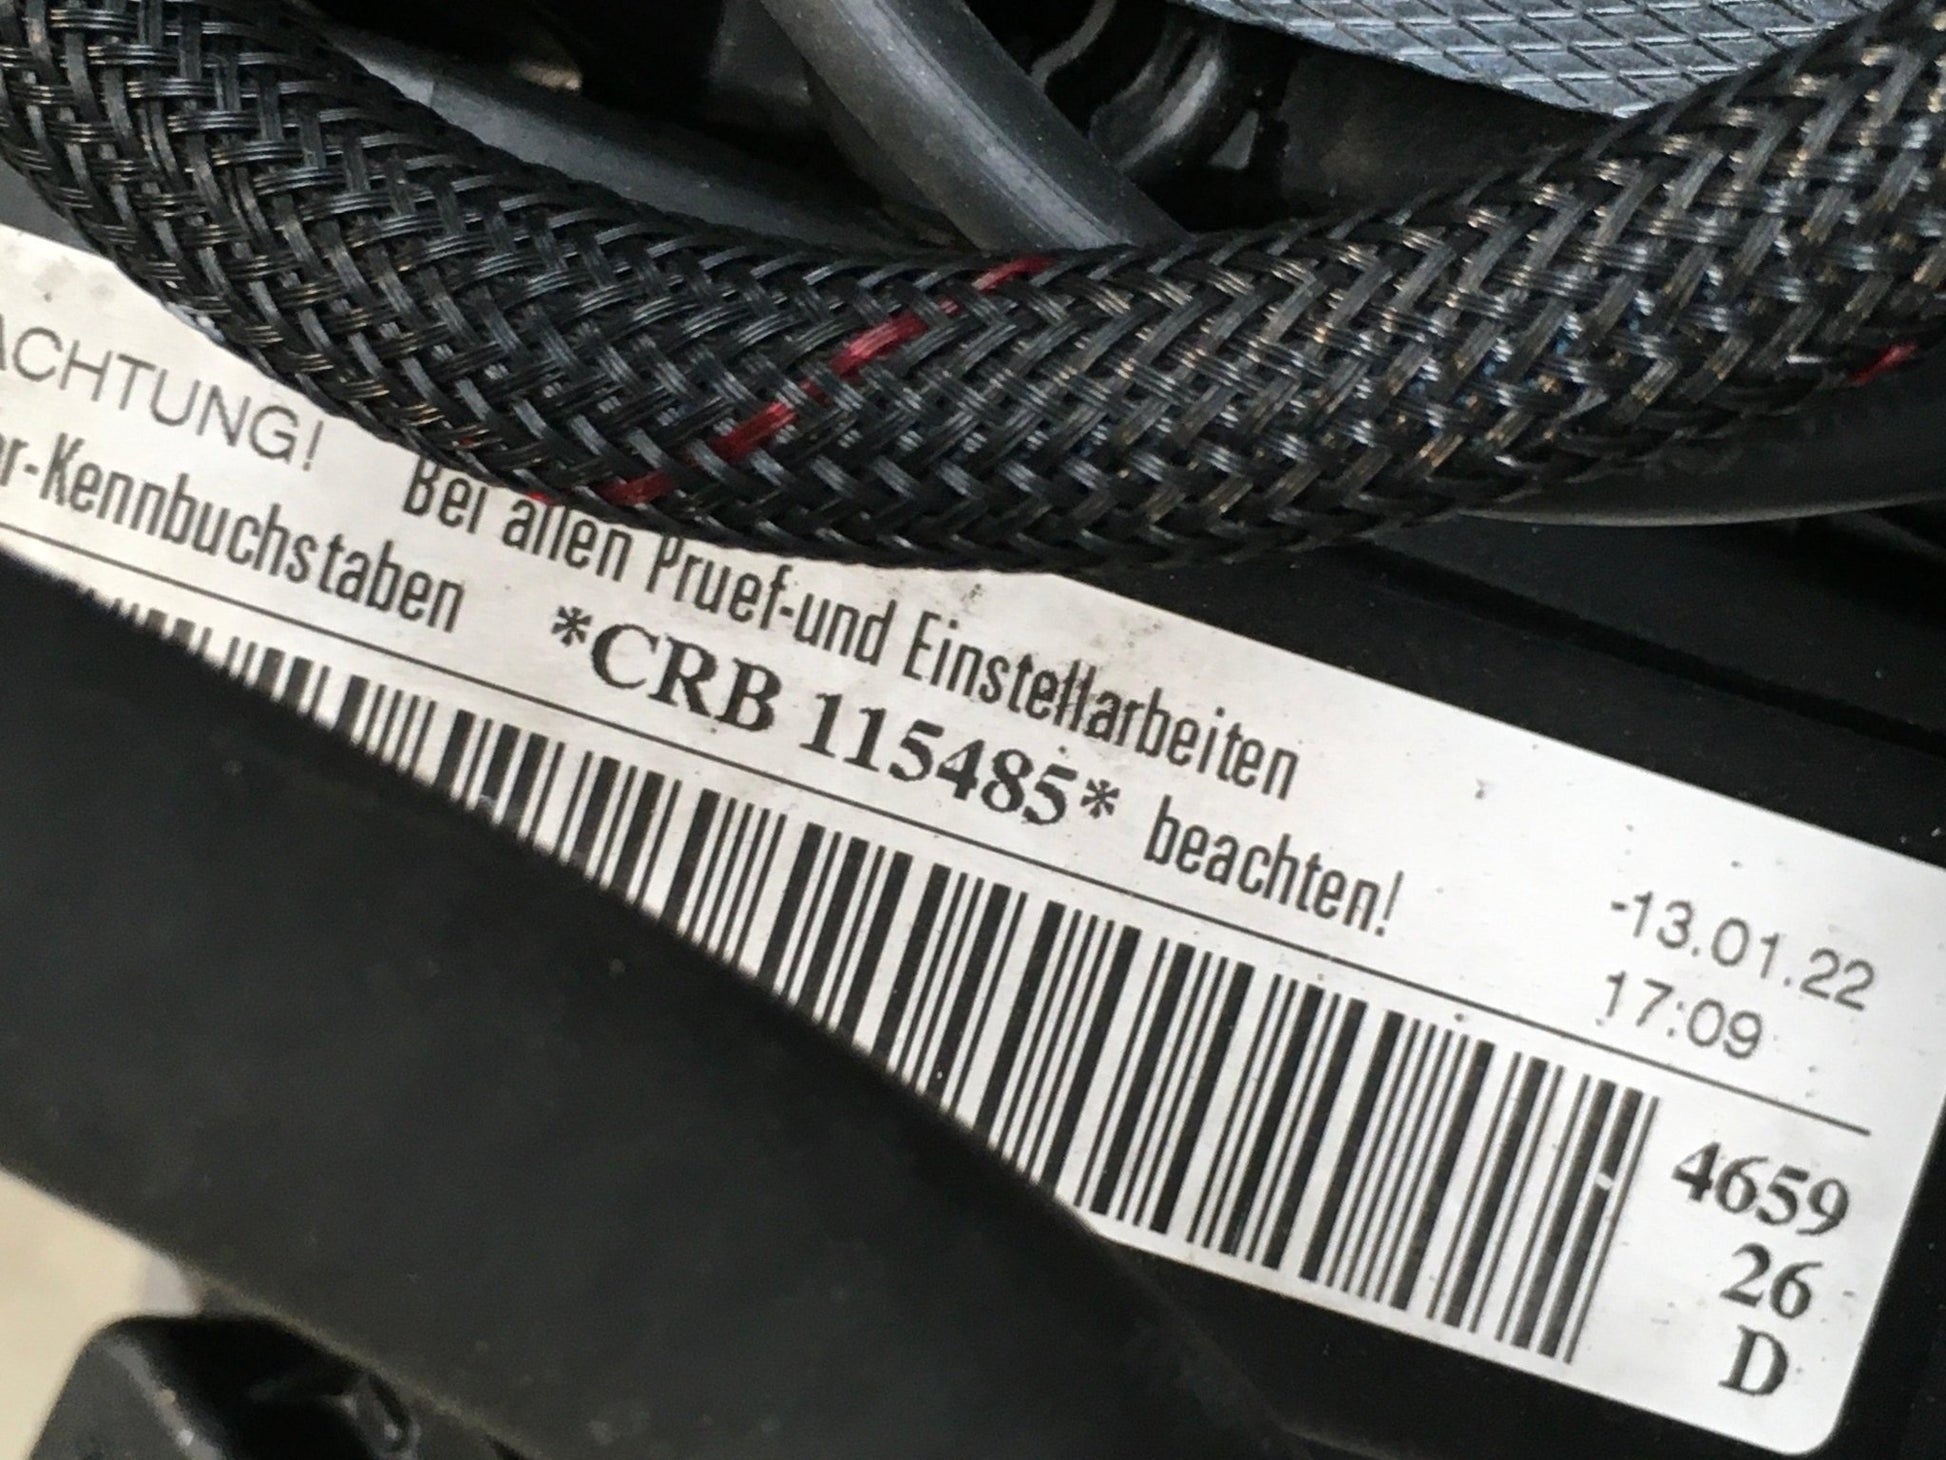 ACHTUNG! Bei allen Pruef-und Einstellarbeiten
-Kennbuchstaben *CRB 115485* beachten!
-13.01.22
17:09
4659
26
D